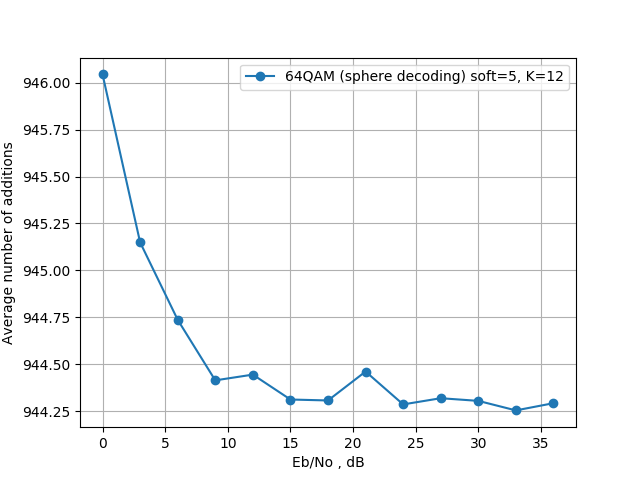 64QAM (sphere decoding) soft=5, K=12
Average number of additions
946.00
945.75
945.50
945.25
945.00
944.75
944.50
944.25
0 5 10 15 20 25 30 35
Eb/No , dB